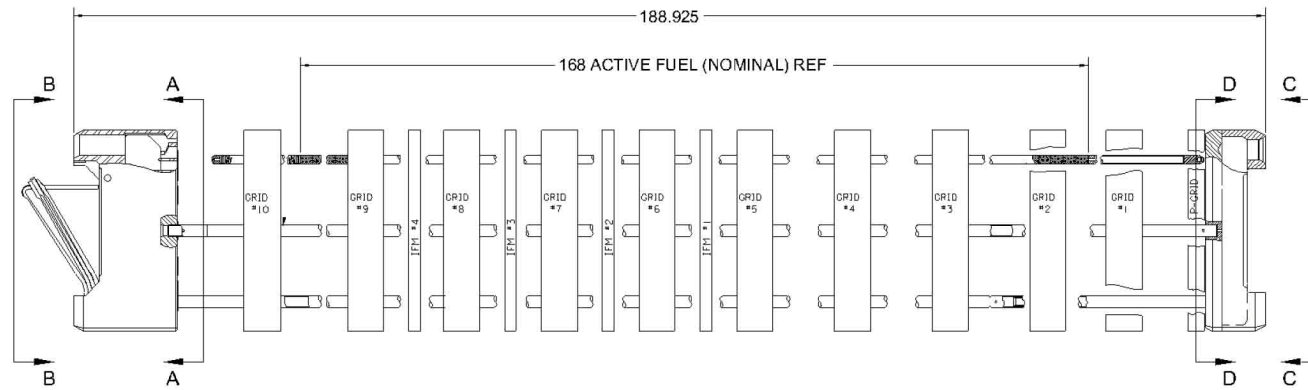 188.925
168 ACTIVE FUEL (NOMINAL) REF
B A D C
GRID
#10
GRID
#9
IFM #4
GRID
#8
IFM #3
GRID
#7
IFM #2
GRID
#6
IFM #1
GRID
#5
GRID
#4
GRID
#3
GRID
#2
GRID
#1
P-GRID
B A D C